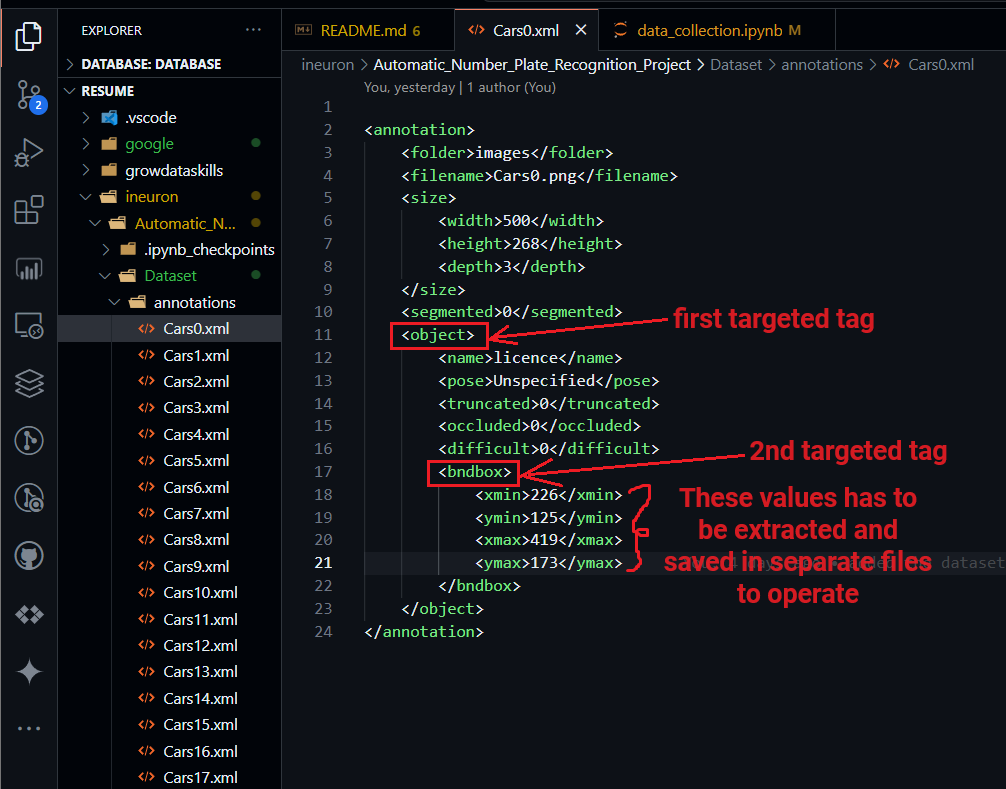 EXPLORER
README.md 6
Cars0.xml
data_collection.ipynb M
DATABASE: DATABASE
ineuron > Automatic_Number_Plate_Recognition_Project > Dataset > annotations > Cars0.xml
RESUME
You, yesterday | 1 author (You)
.vscode
google
growdataskills
ineuron
Automatic_N...
.ipynb_checkpoints
Dataset
annotations
Cars0.xml
Cars1.xml
Cars2.xml
Cars3.xml
Cars4.xml
Cars5.xml
Cars6.xml
Cars7.xml
Cars8.xml
Cars9.xml
Cars10.xml
Cars11.xml
Cars12.xml
Cars13.xml
Cars14.xml
Cars15.xml
Cars16.xml
Cars17.xml
2
1
2 <annotation>
3 <folder>images</folder>
4 <filename>Cars0.png</filename>
5 <size>
6 <width>500</width>
7 <height>268</height>
8 <depth>3</depth>
9 </size>
10 <segmented>0</segmented>
11 <object>
12 <name>licence</name>
13 <pose>Unspecified</pose>
14 <truncated>0</truncated>
15 <occluded>0</occluded>
16 <difficult>0</difficult>
17 <bndbox>
18 <xmin>226</xmin>
19 <ymin>125</ymin>
20 <xmax>419</xmax>
21 <ymax>173</ymax>
22 </bndbox>
23 </object>
24 </annotation>
first targeted tag
2nd targeted tag
These values has to
be extracted and
saved in separate files
to operate
dataset